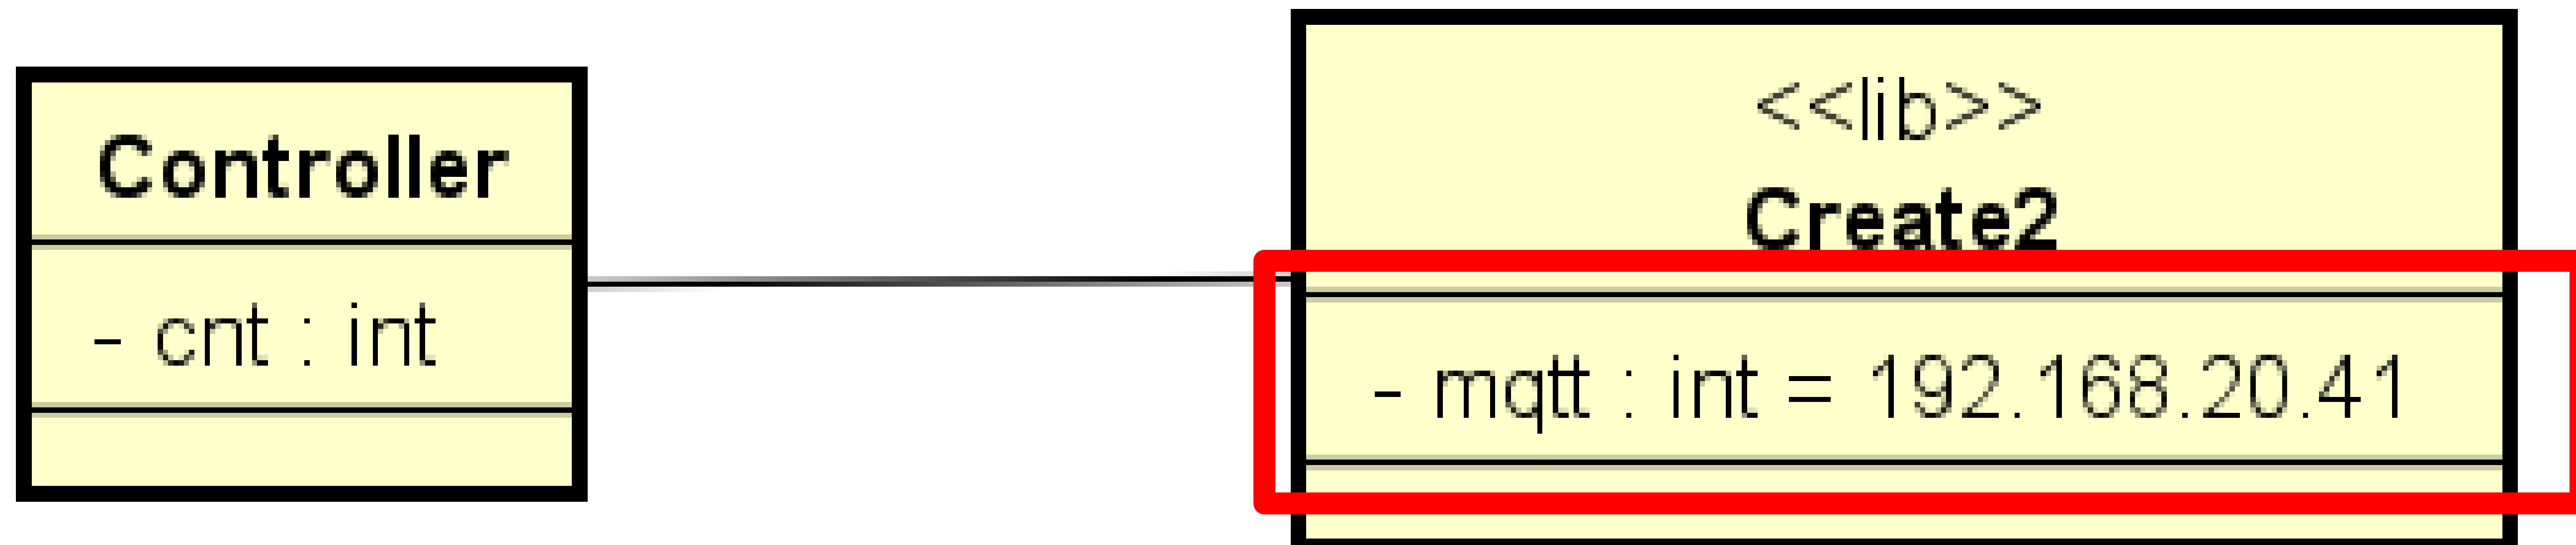 Controller
- cnt : int
<<lib>>
Create2
- mqtt : int = 192.168.20.41